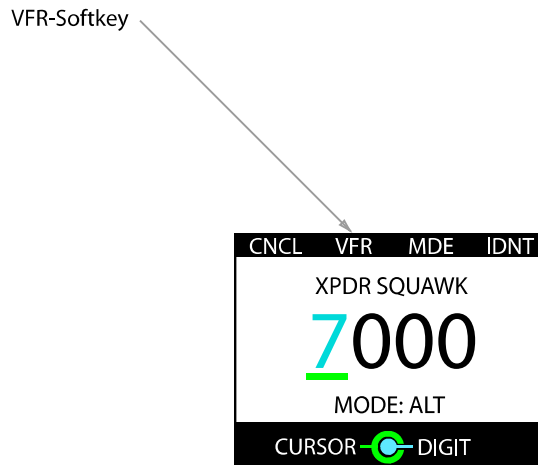 VFR-Softkey
CNCL VFR MDE IDNT
XPDR SQUAWK
7000
MODE: ALT
CURSOR DIGIT